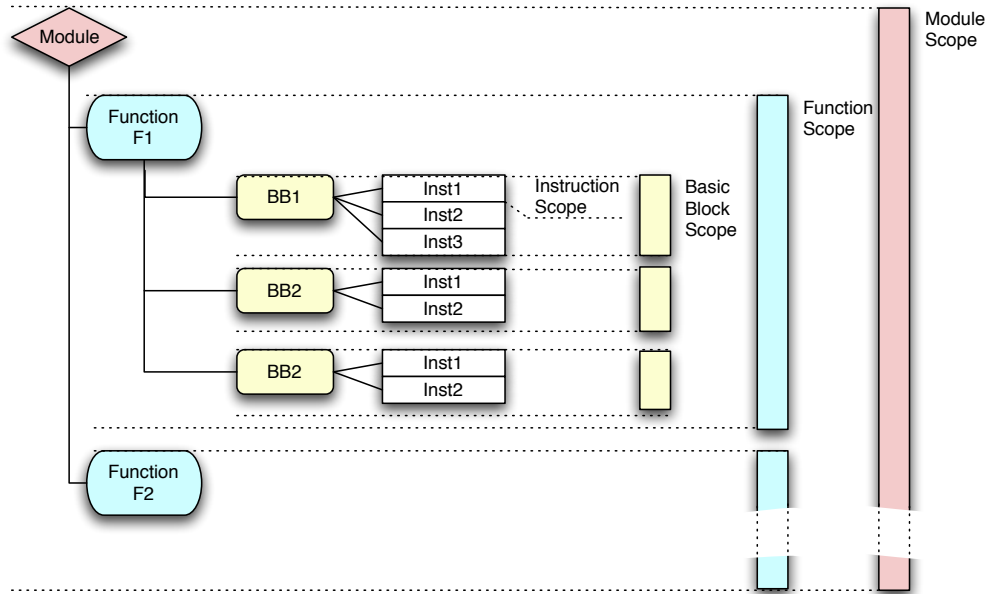 Module
Module
Scope
Function
F1
Function
Scope
BB1
Inst1
Inst2
Inst3
Instruction
Scope
Basic
Block
Scope
BB2
Inst1
Inst2
BB2
Inst1
Inst2
Function
F2